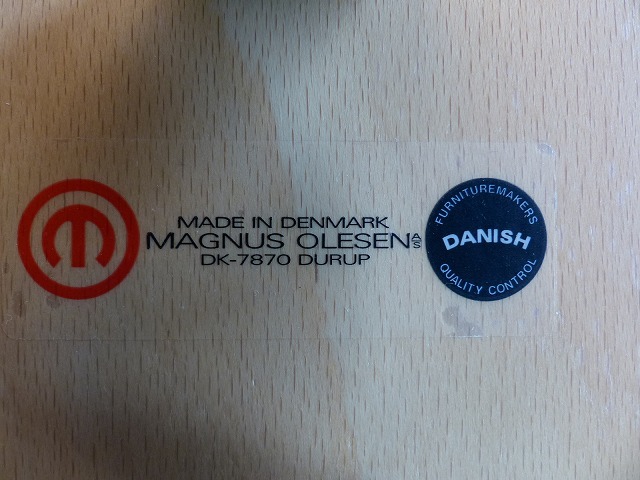 MADE IN DENMARK
MAGNUS OLESEN A/S
DK-7870 DURUP
FURNITUREMAKERS
DANISH
QUALITY CONTROL